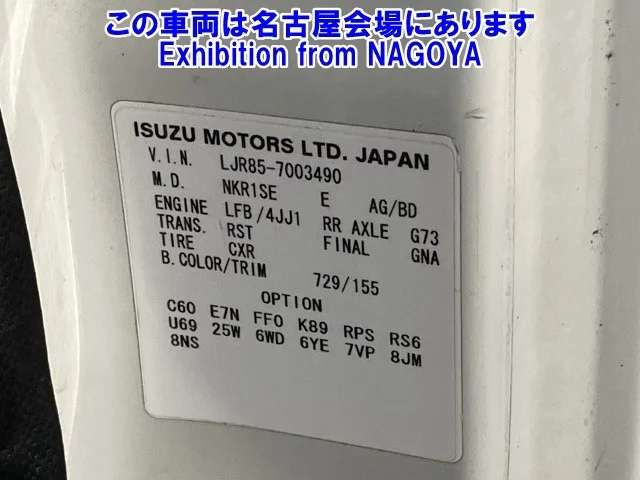 この車両は名古屋会場にあります
Exhibition from NAGOYA
ISUZU MOTORS LTD. JAPAN
V.I.N. LJR85-7003490
M.D. NKR1SE E AG/BD
ENGINE LFB/4JJ1 RR AXLE G73
TRANS. RST FINAL GNA
TIRE CXR
B.COLOR/TRIM 729/155
OPTION
C60 E7N FF0 K89 RPS RS6
U69 25W 6WD 6YE 7VP 8JM
8NS